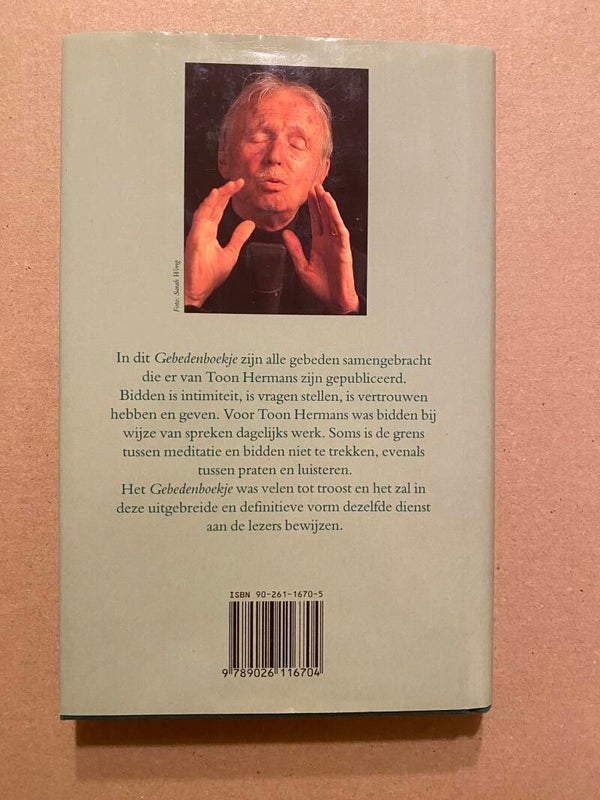 Foto: Sarah Wong
In dit Gebedenboekje zijn alle gebeden samengebracht
die er van Toon Hermans zijn gepubliceerd.
Bidden is intimiteit, is vragen stellen, is vertrouwen
hebben en geven. Voor Toon Hermans was bidden bij
wijze van spreken dagelijks werk. Soms is de grens
tussen meditatie en bidden niet te trekken, evenals
tussen praten en luisteren.
Het Gebedenboekje was velen tot troost en het zal in
deze uitgebreide en definitieve vorm dezelfde dienst
aan de lezers bewijzen.
ISBN 90-261-1670-5
9 789026 116704